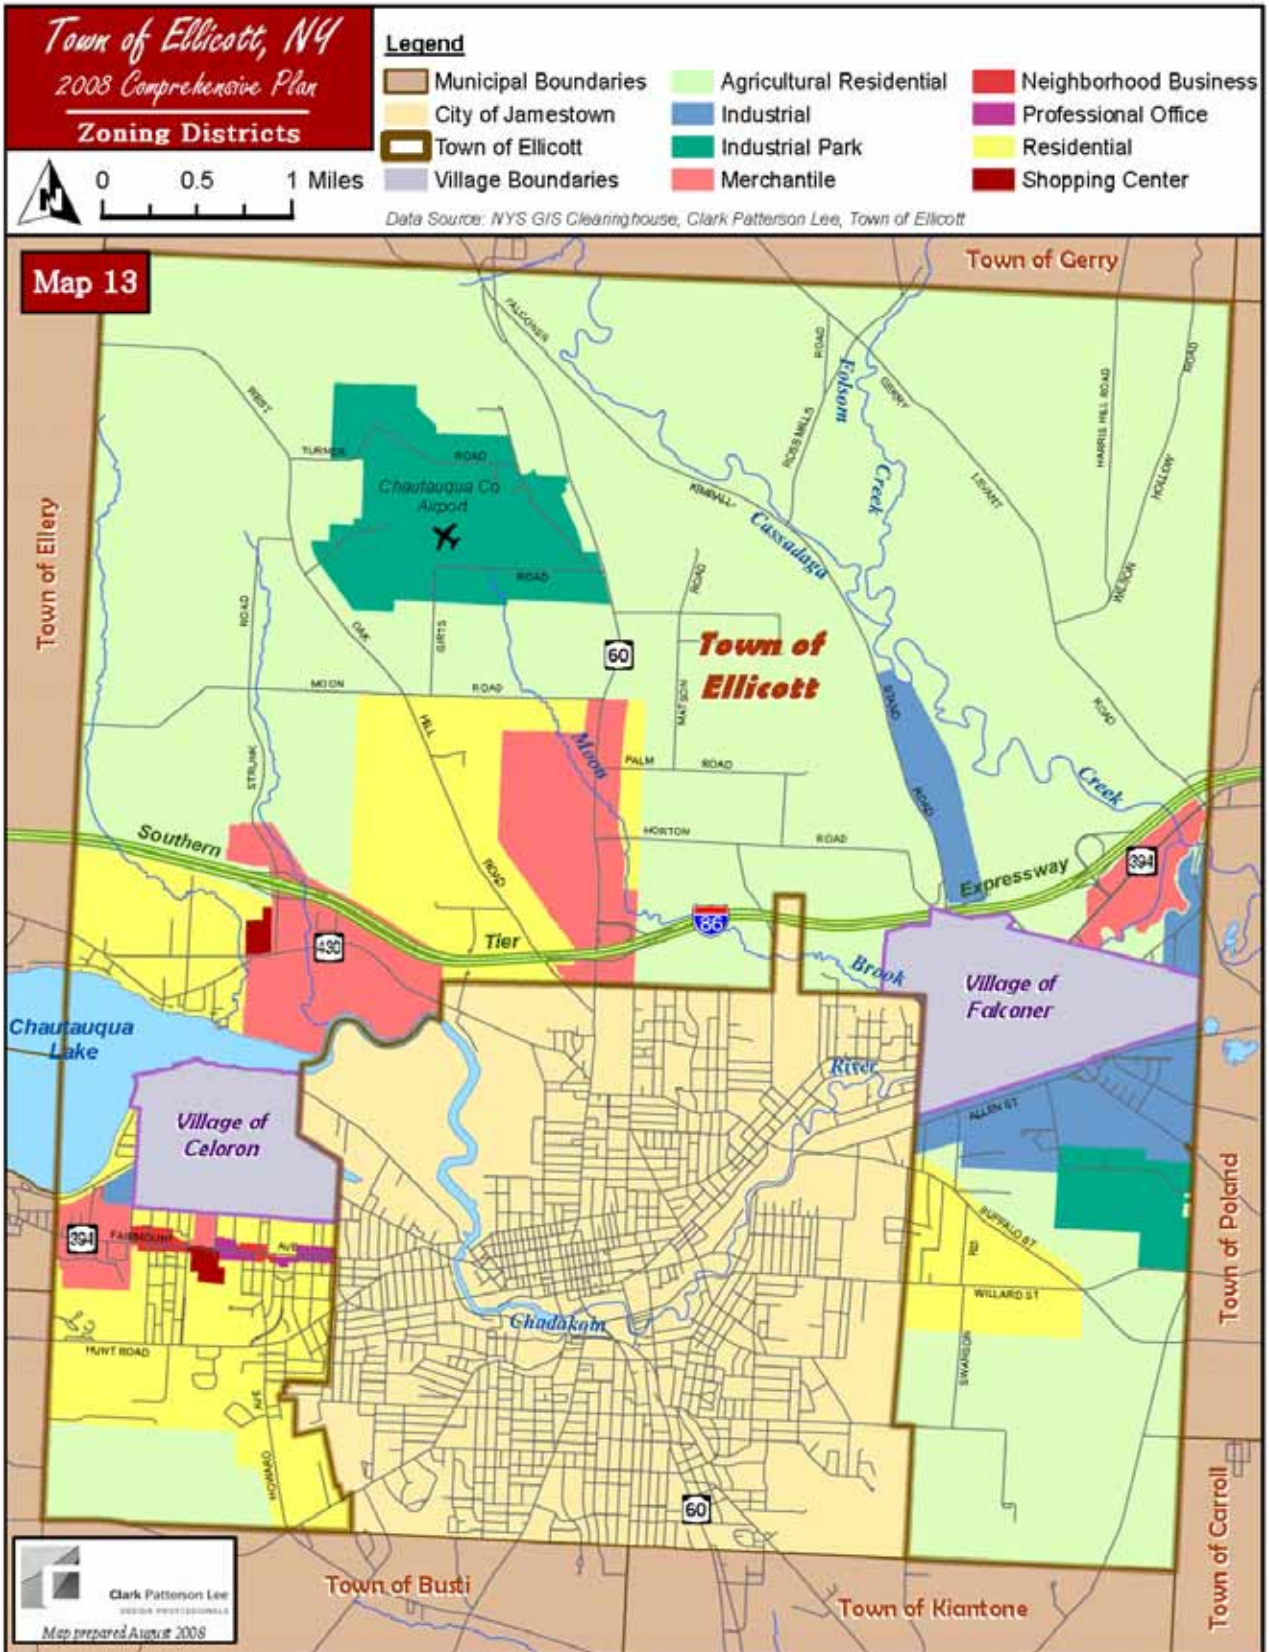 Town of Ellicott, NY
2008 Comprehensive Plan
Zoning Districts
N
0 0.5 1 Miles
Legend
Municipal Boundaries
City of Jamestown
Town of Ellicott
Village Boundaries
Agricultural Residential
Industrial
Industrial Park
Merchantile
Neighborhood Business
Professional Office
Residential
Shopping Center
Data Source: NYS GIS Clearinghouse, Clark Patterson Lee, Town of Ellicott
Map 13
Town of Gerry
FALCONER
ROAD
Folsom
GERRY
ROAD
HARRIS HILL ROAD
WEST
ROSS MILLS
TURNER
ROAD
Creek
LEVANT
HOLTON
Chautauqua Co
Airport
KIMBALL
Cassadaga
Town of Ellery
ROAD
ROAD
WILSON
ROAD
OAK
GIRTS
60
Town of
Ellicott
MOON
ROAD
MATSON
STAND
ROAD
HILL
Moon
STRUNK
PALM
ROAD
Creek
ROAD
Southern
HORTON
ROAD
ROAD
Expressway
394
86
430
Tier
Brook
Village of
Falconer
Chautauqua
Lake
River
Village of
Celoron
ALLEN ST
394
FAIRMOUNT
AVE
BUFFALO ST
RD
Town of Poland
WILLARD ST
Chadakoin
HUNT ROAD
SWANSON
AVE
HOWARD
60
Town of Carroll
Clark Patterson Lee
DESIGN PROFESSIONALS
Map prepared August 2008
Town of Busti
Town of Kiantone